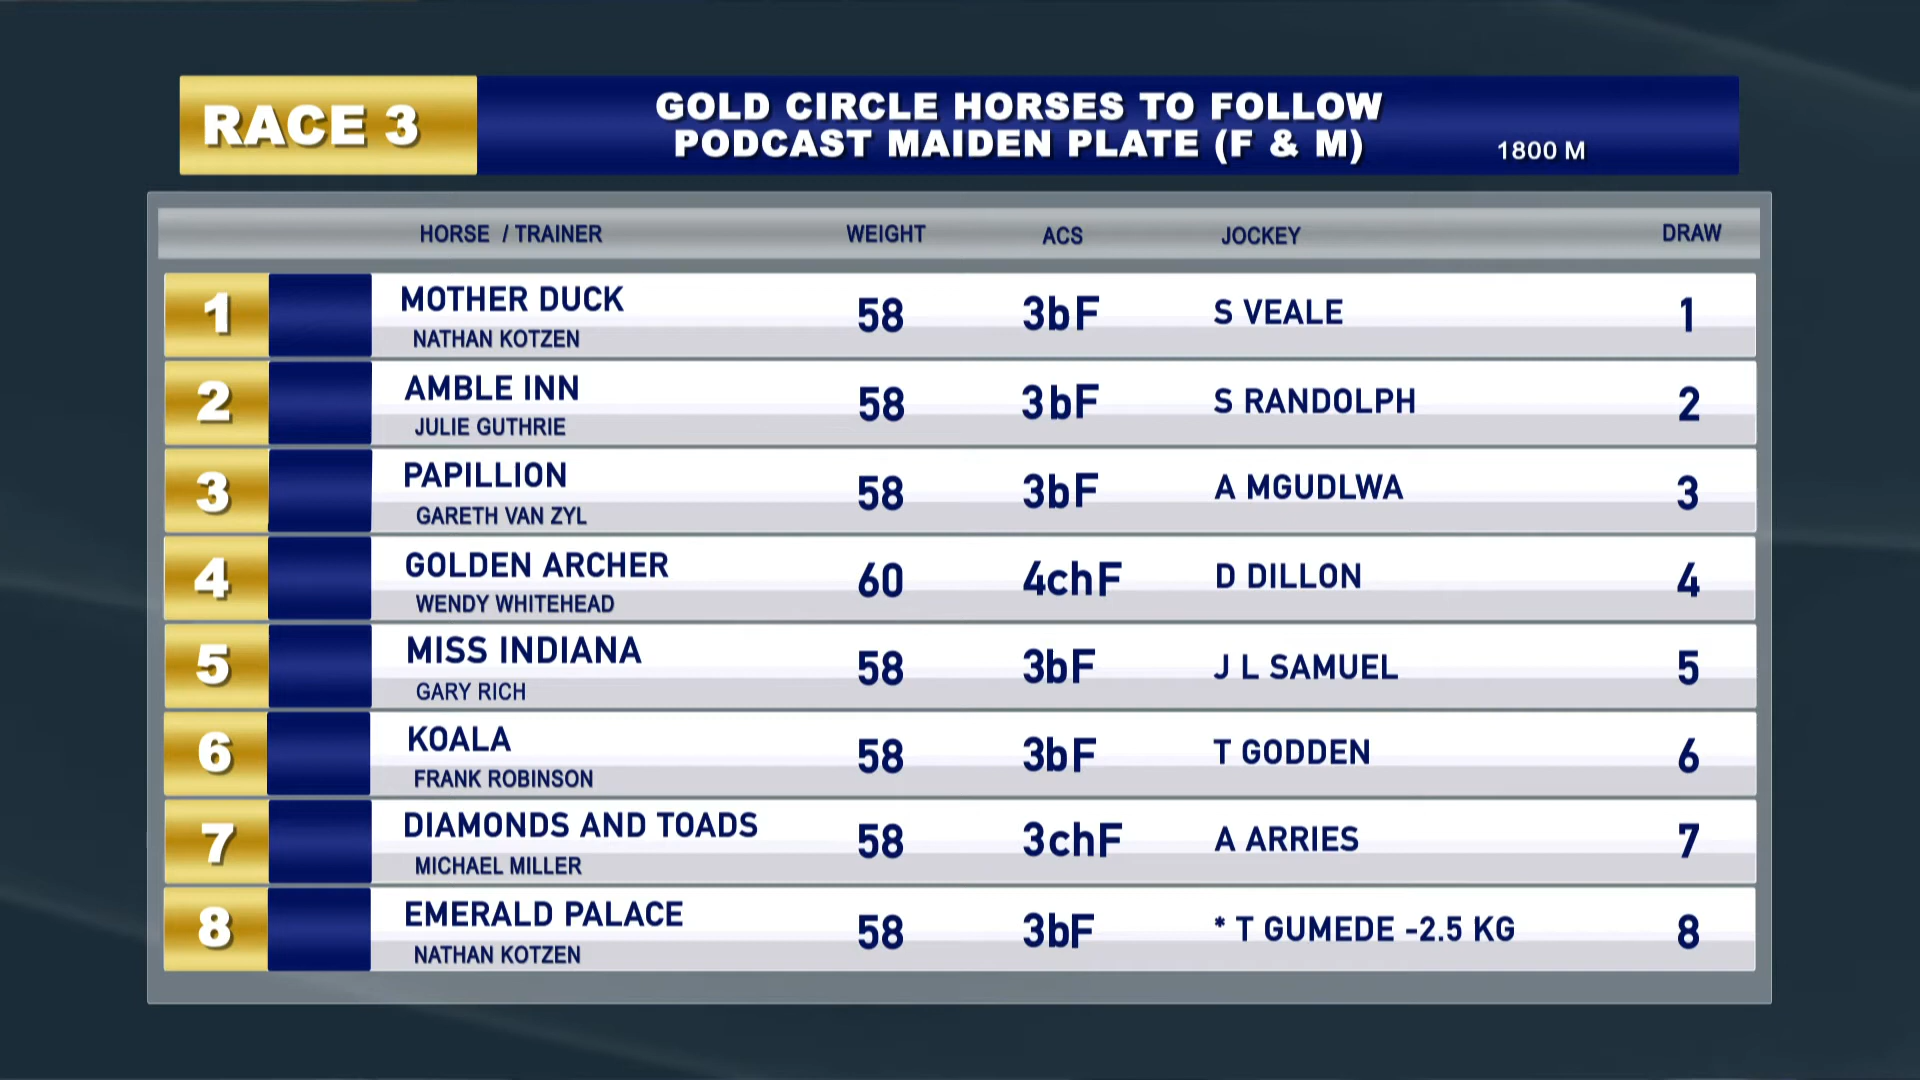 RACE 3
GOLD CIRCLE HORSES TO FOLLOW
PODCAST MAIDEN PLATE (F & M)
1800 M
HORSE / TRAINER WEIGHT ACS JOCKEY DRAW
1 MOTHER DUCK 58 3bF S VEALE 1
NATHAN KOTZEN
2 AMBLE INN 58 3bF S RANDOLPH 2
JULIE GUTHRIE
3 PAPILLION 58 3bF A MGUDLWA 3
GARETH VAN ZYL
4 GOLDEN ARCHER 60 4chF D DILLON 4
WENDY WHITEHEAD
5 MISS INDIANA 58 3bF J L SAMUEL 5
GARY RICH
6 KOALA 58 3bF T GODDEN 6
FRANK ROBINSON
7 DIAMONDS AND TOADS 58 3chF A ARRIES 7
MICHAEL MILLER
8 EMERALD PALACE 58 3bF * T GUMEDE -2.5 KG 8
NATHAN KOTZEN